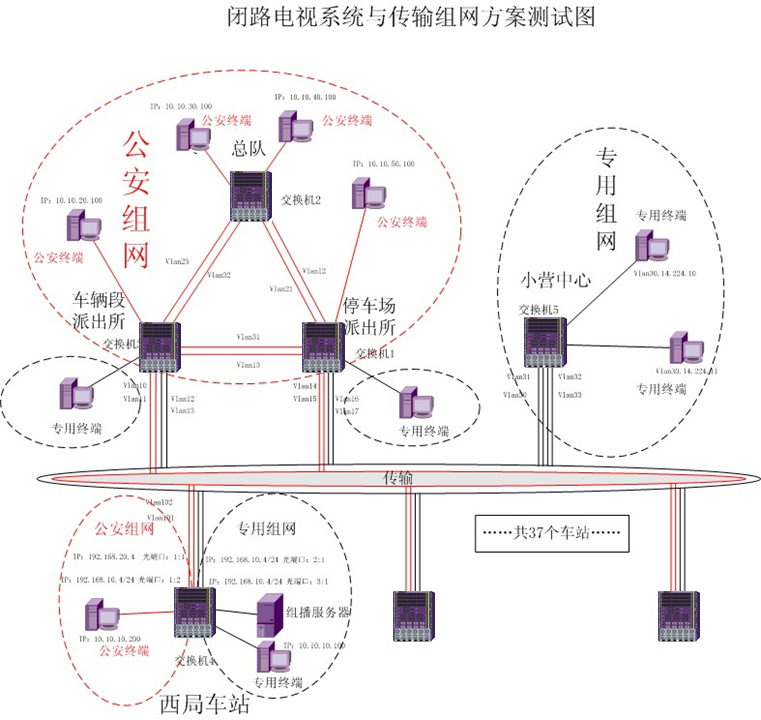 闭路电视系统与传输组网方案测试图
IP: 10.10.40.100
IP: 10.10.30.100
公安终端
公安终端
公安组网
总队
专用组网
IP: 10.10.50.100
交换机2
IP: 10.10.20.100
专用终端
公安终端
公安终端
Vlan23
Vlan32
Vlan12
Vlan21
Vlan30.14.224.10
小营中心
车辆段
派出所
停车场
派出所
交换机5
Vlan31
Vlan13
交换机
交换机1
Vlan30.14.224.11
Vlan31
Vlan32
Vlan33
专用终端
Vlan10
Vlan11
Vlan12
Vlan13
Vlan14
Vlan15
Vlan16
Vlan17
专用终端
专用终端
传输
Vlan102
公安组网
专用组网
……共37个车站……
IP: 192.168.20.4 光端口：1:1
IP: 192.168.10.4/24 光端口：2:1
IP: 192.168.10.4/24 光端口：1:2
IP: 192.168.10.4/24 光端口：3:1
组播服务器
IP: 10.10.10.200
公安终端
IP: 10.10.10.100
交换机4
专用终端
西局车站